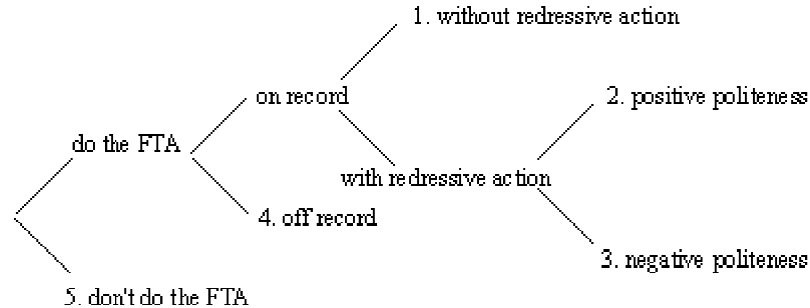 1. without redressive action
on record
2. positive politeness
do the FTA
with redressive action
4. off record
3. negative politeness
5. don't do the FTA